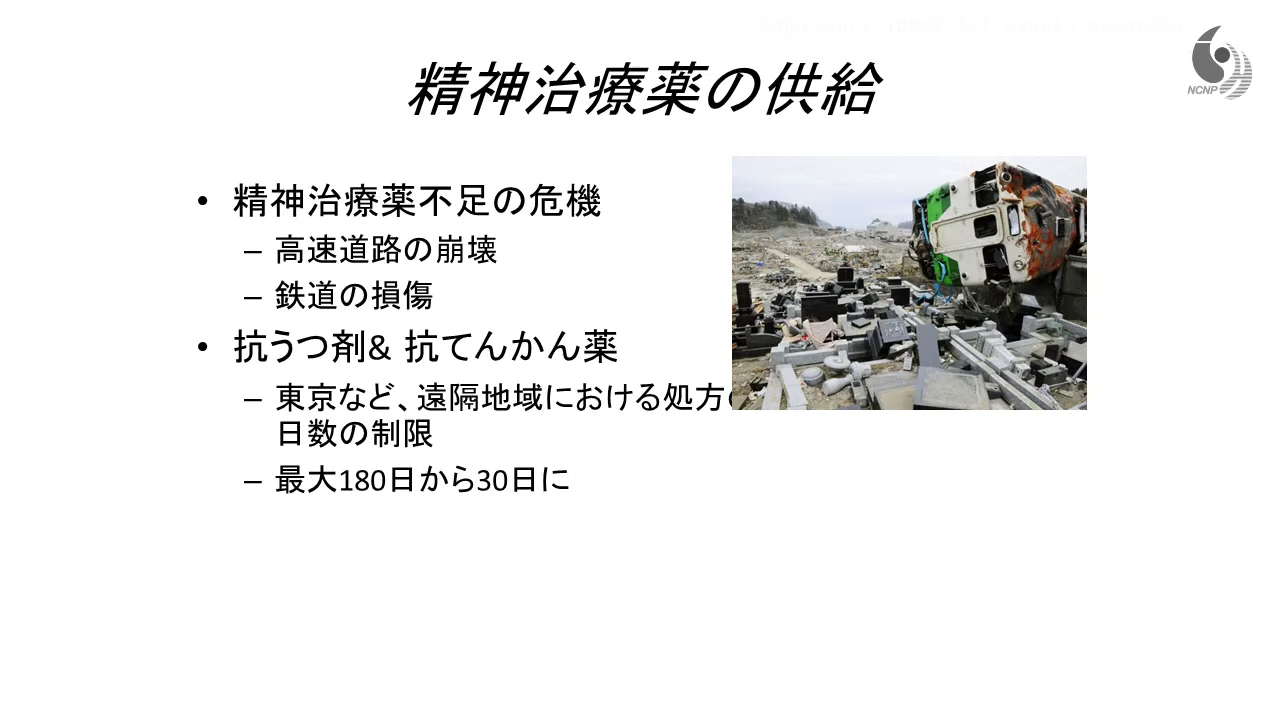 精神治療薬の供給
NCNP
• 精神治療薬不足の危機
– 高速道路の崩壊
– 鉄道の損傷
• 抗うつ剤& 抗てんかん薬
– 東京など、遠隔地域における処方
日数の制限
– 最大180日から30日に